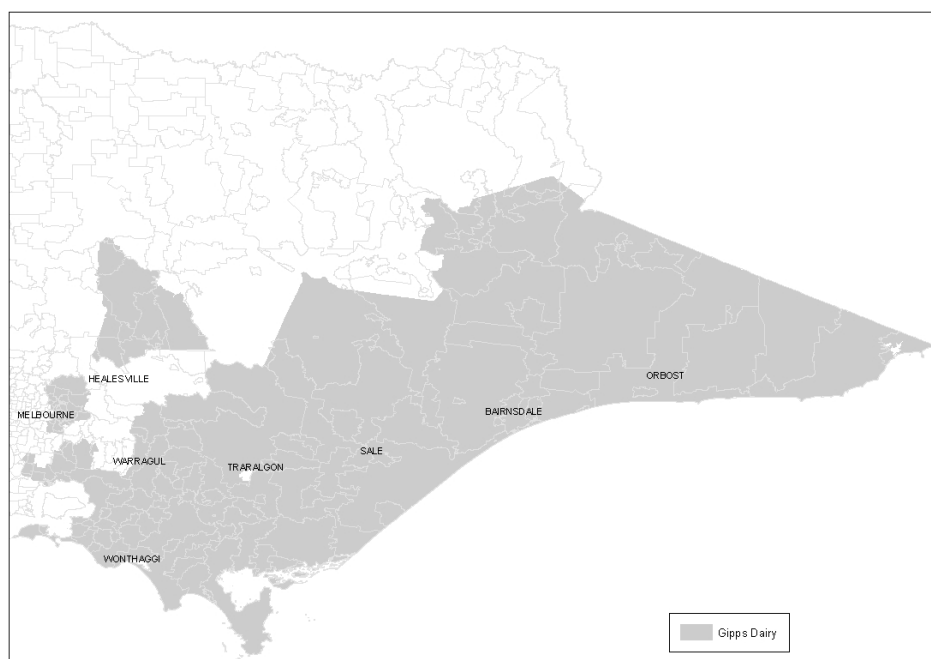 HEALESVILLE
ORBOST
MELBOURNE
BAIRNSDALE
SALE
WARRAGUL
TRARALGON
WONTHAGGI
Gipps Dairy